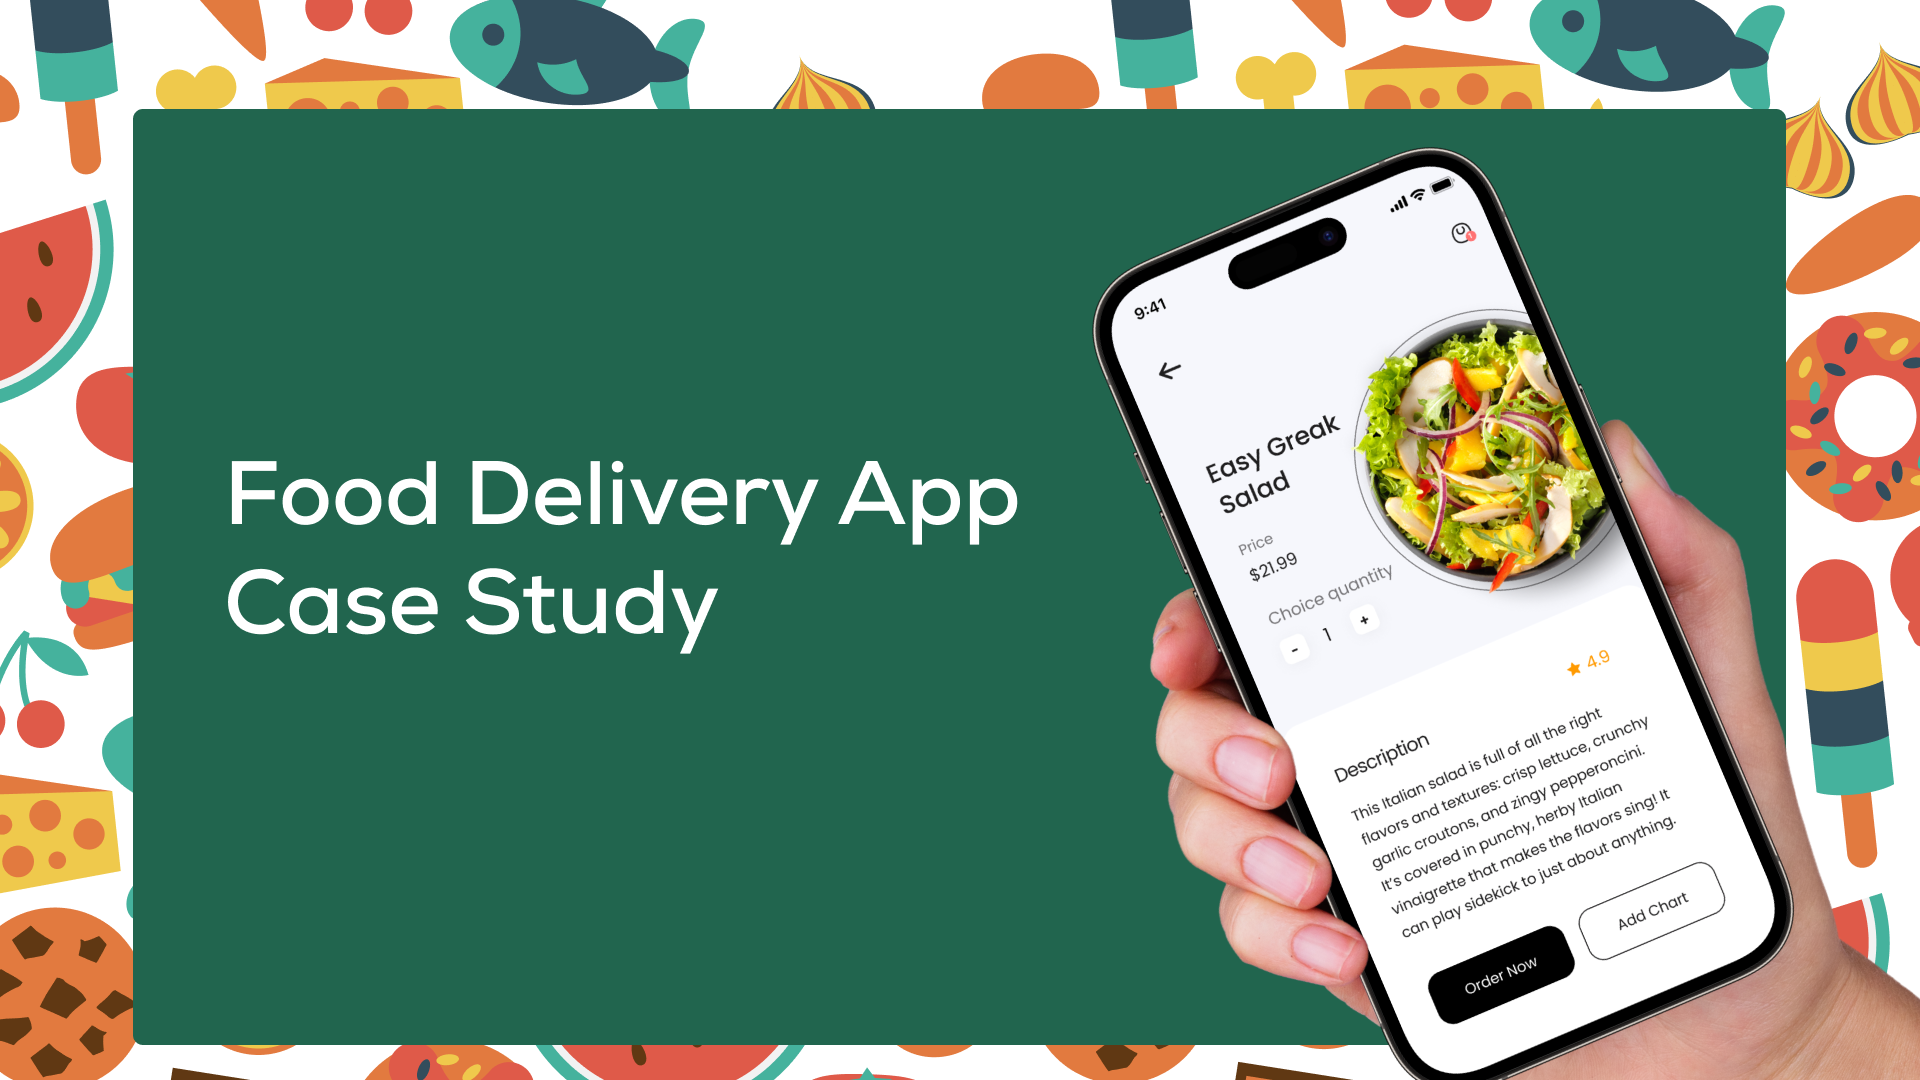 Food Delivery App
Case Study
9:41
Easy Greak
Salad
Price
$21.99
Choice quantity
- 1 +
4.9
Description
This Italian salad is full of all the right
flavors and textures: crisp lettuce, crunchy
garlic croutons, and zingy pepperoncini.
It's covered in punchy, herby Italian
vinaigrette that makes the flavors sing! It
can play sidekick to just about anything.
Order Now
Add Chart